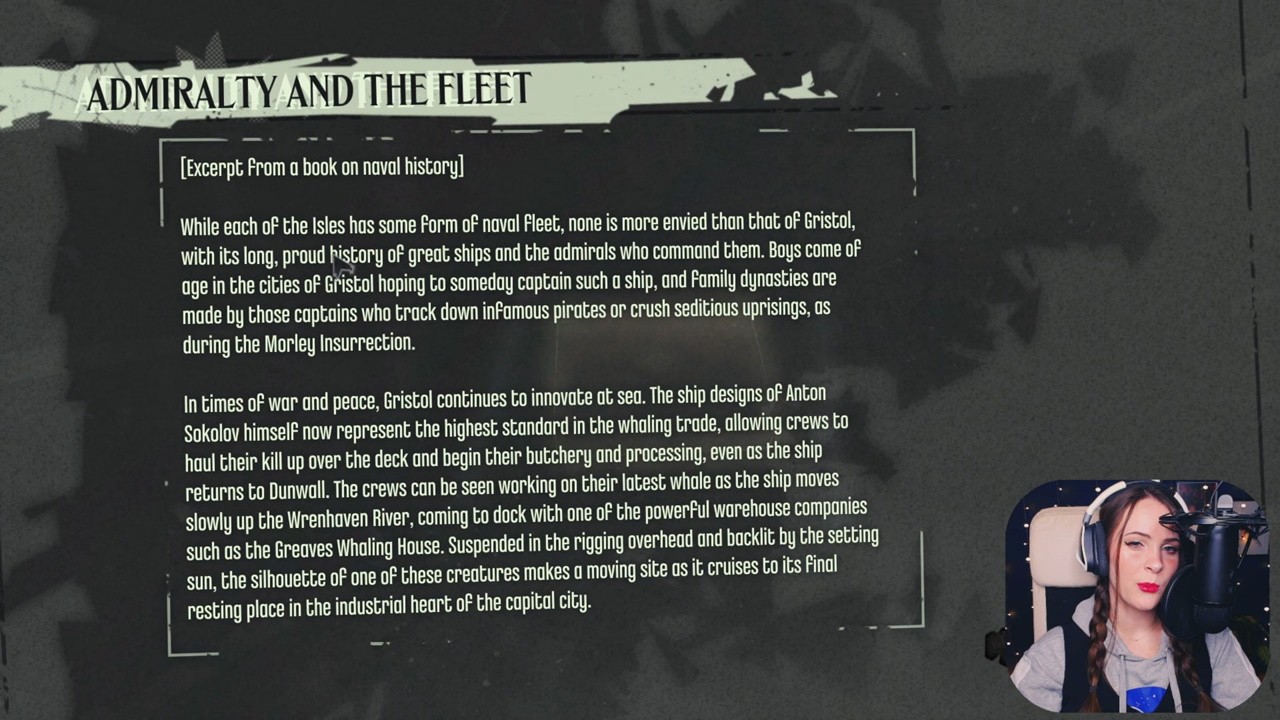 ADMIRALTY AND THE FLEET
[Excerpt from a book on naval history]
While each of the Isles has some form of naval fleet, none is more envied than that of Gristol,
with its long, proud history of great ships and the admirals who command them. Boys come of
age in the cities of Gristol hoping to someday captain such a ship, and family dynasties are
made by those captains who track down infamous pirates or crush seditious uprisings, as
during the Morley Insurrection.
In times of war and peace, Gristol continues to innovate at sea. The ship designs of Anton
Sokolov himself now represent the highest standard in the whaling trade, allowing crews to
haul their kill up over the deck and begin their butchery and processing, even as the ship
returns to Dunwall. The crews can be seen working on their latest whale as the ship moves
slowly up the Wrenhaven River, coming to dock with one of the powerful warehouse companies
such as the Greaves Whaling House. Suspended in the rigging overhead and backlit by the setting
sun, the silhouette of one of these creatures makes a moving site as it cruises to its final
resting place in the industrial heart of the capital city.